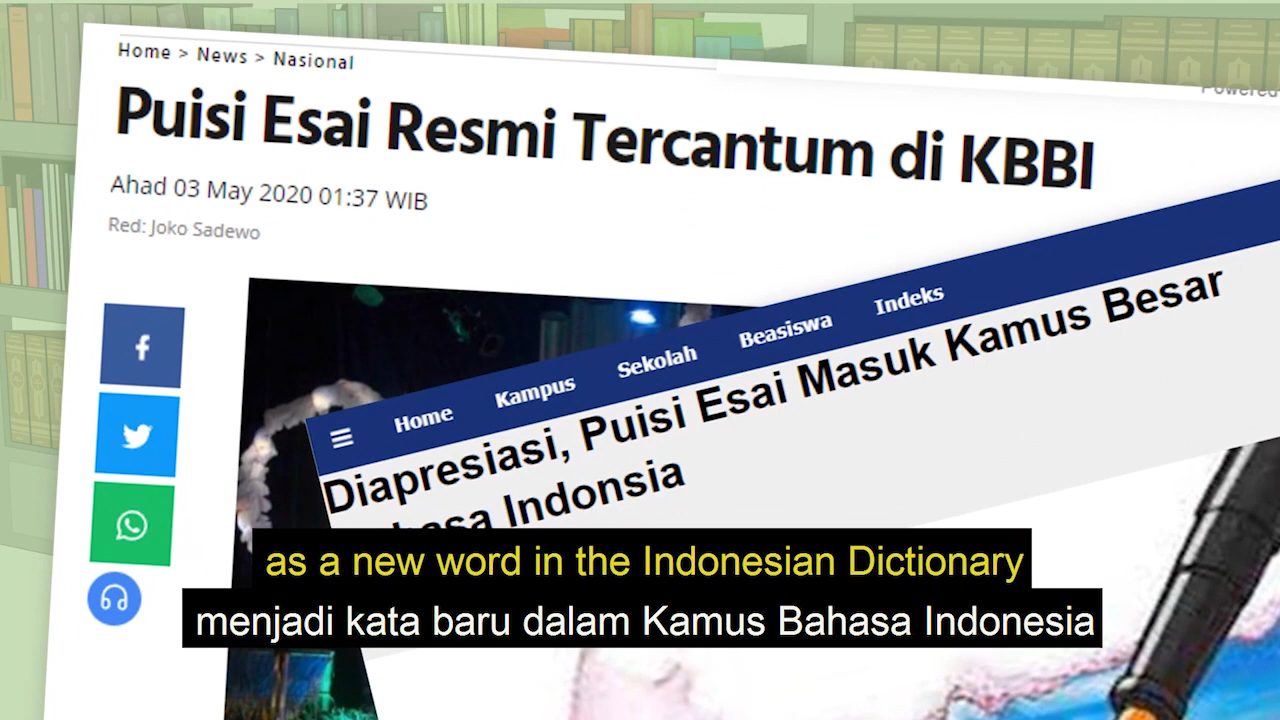 Home > News > Nasional
Powered
Puisi Esai Resmi Tercantum di KBBI
Ahad 03 May 2020 01:37 WIB
Red: Joko Sadewo
Home Kampus Sekolah Beasiswa Indeks
Diapresiasi, Puisi Esai Masuk Kamus Besar
Bahasa Indonsia
as a new word in the Indonesian Dictionary
menjadi kata baru dalam Kamus Bahasa Indonesia